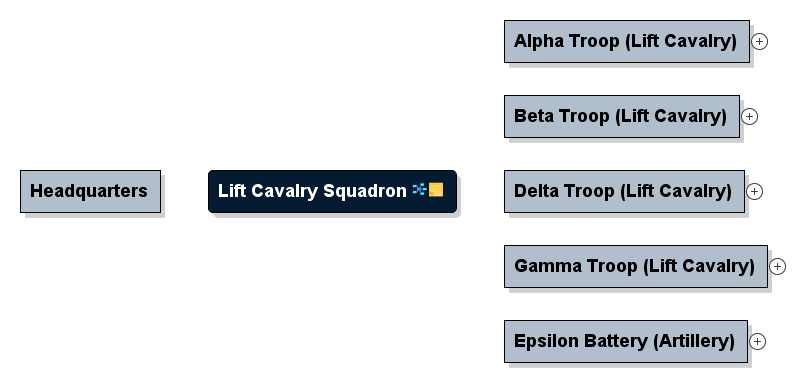 Headquarters
Lift Cavalry Squadron
Alpha Troop (Lift Cavalry)
Beta Troop (Lift Cavalry)
Delta Troop (Lift Cavalry)
Gamma Troop (Lift Cavalry)
Epsilon Battery (Artillery)